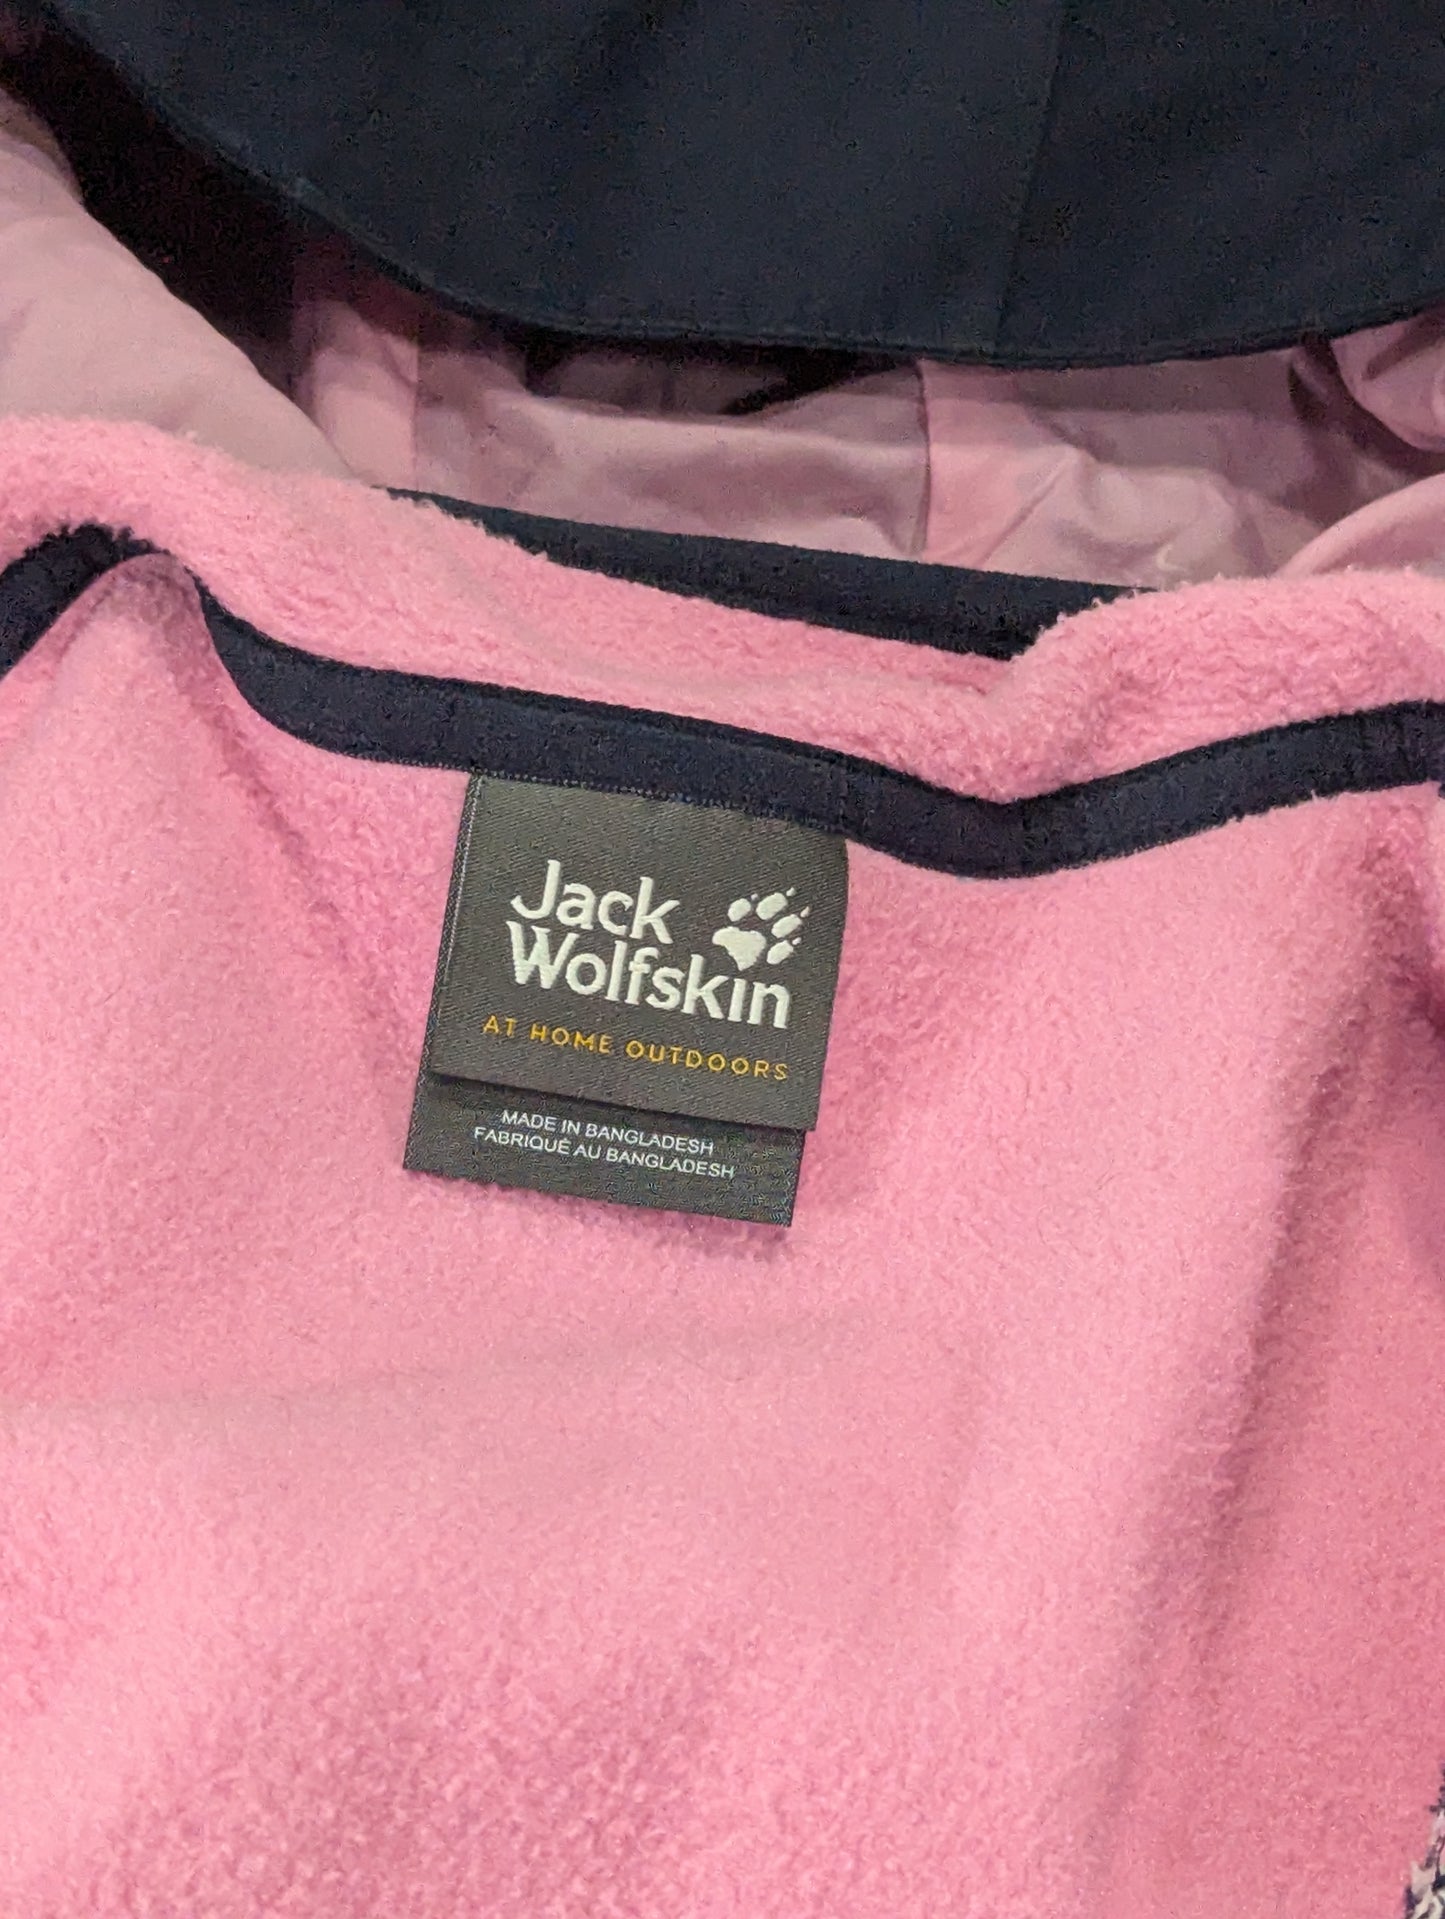 Jack
Wolfskin
AT HOME OUTDOORS
MADE IN BANGLADESH
FABRIQUÉ AU BANGLADESH